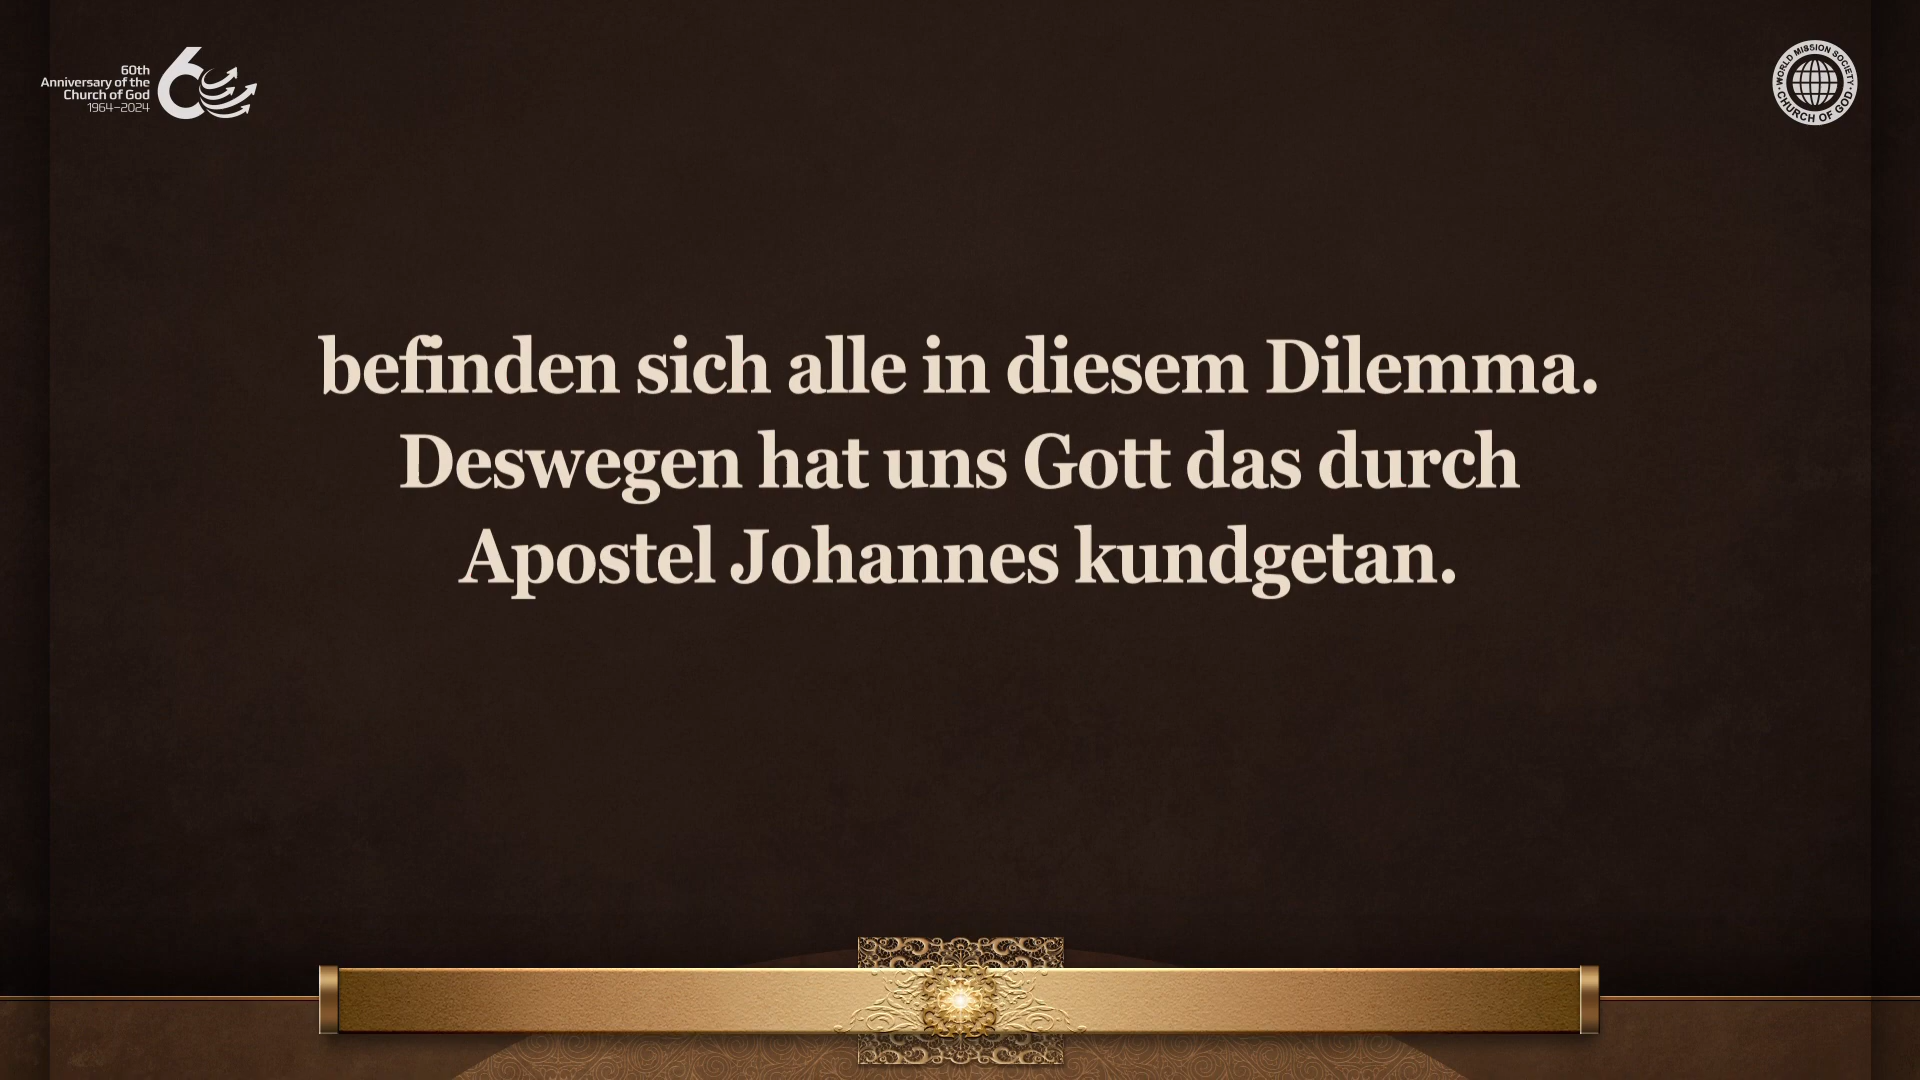 60th
Anniversary of the
Church of God
1964–2024
WORLD MISSION SOCIETY
CHURCH OF GOD
befinden sich alle in diesem Dilemma.
Deswegen hat uns Gott das durch
Apostel Johannes kundgetan.